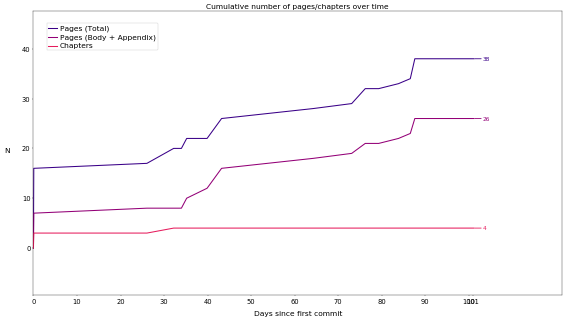 Cumulative number of pages/chapters over time
Pages (Total)
Pages (Body + Appendix)
Chapters
40
30
20
10
0
N
38
26
4
0 10 20 30 40 50 60 70 80 90 100 101
Days since first commit